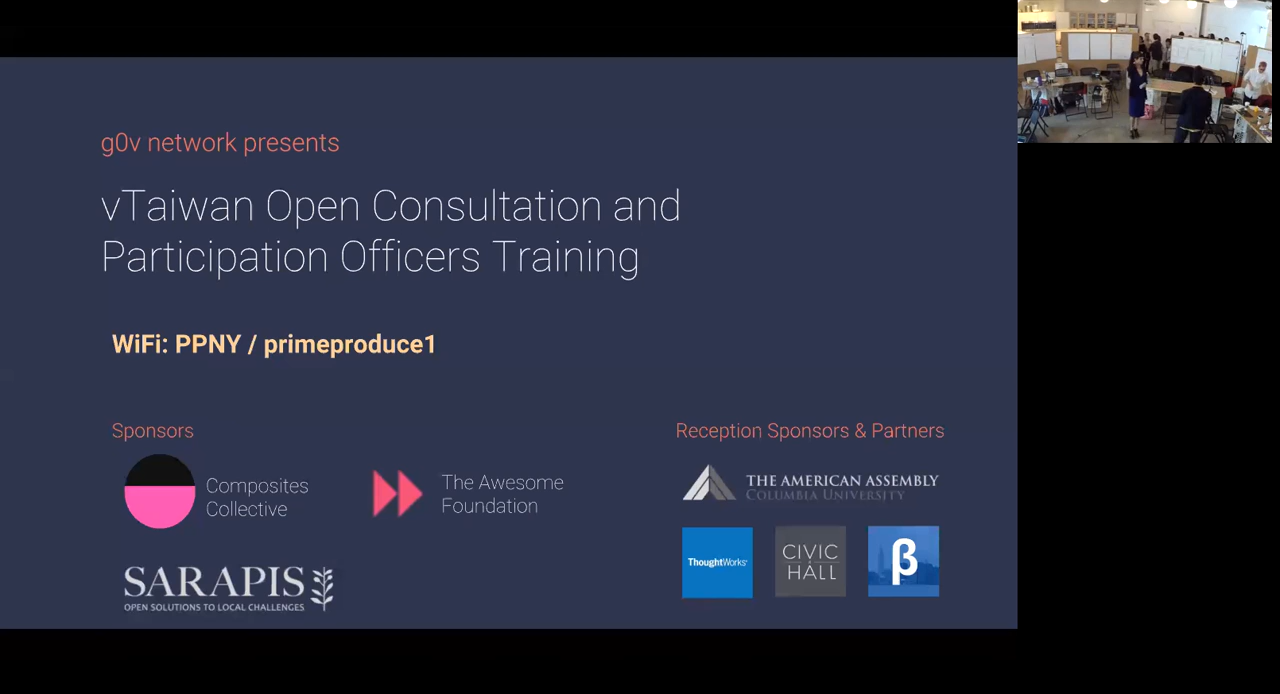 g0v network presents
vTaiwan Open Consultation and
Participation Officers Training
WiFi: PPNY / primeproduce1
Sponsors
Composites
Collective
The Awesome
Foundation
SARAPIS
OPEN SOLUTIONS TO LOCAL CHALLENGES
Reception Sponsors & Partners
THE AMERICAN ASSEMBLY
COLUMBIA UNIVERSITY
ThoughtWorks®
CIVIC
HALL
β